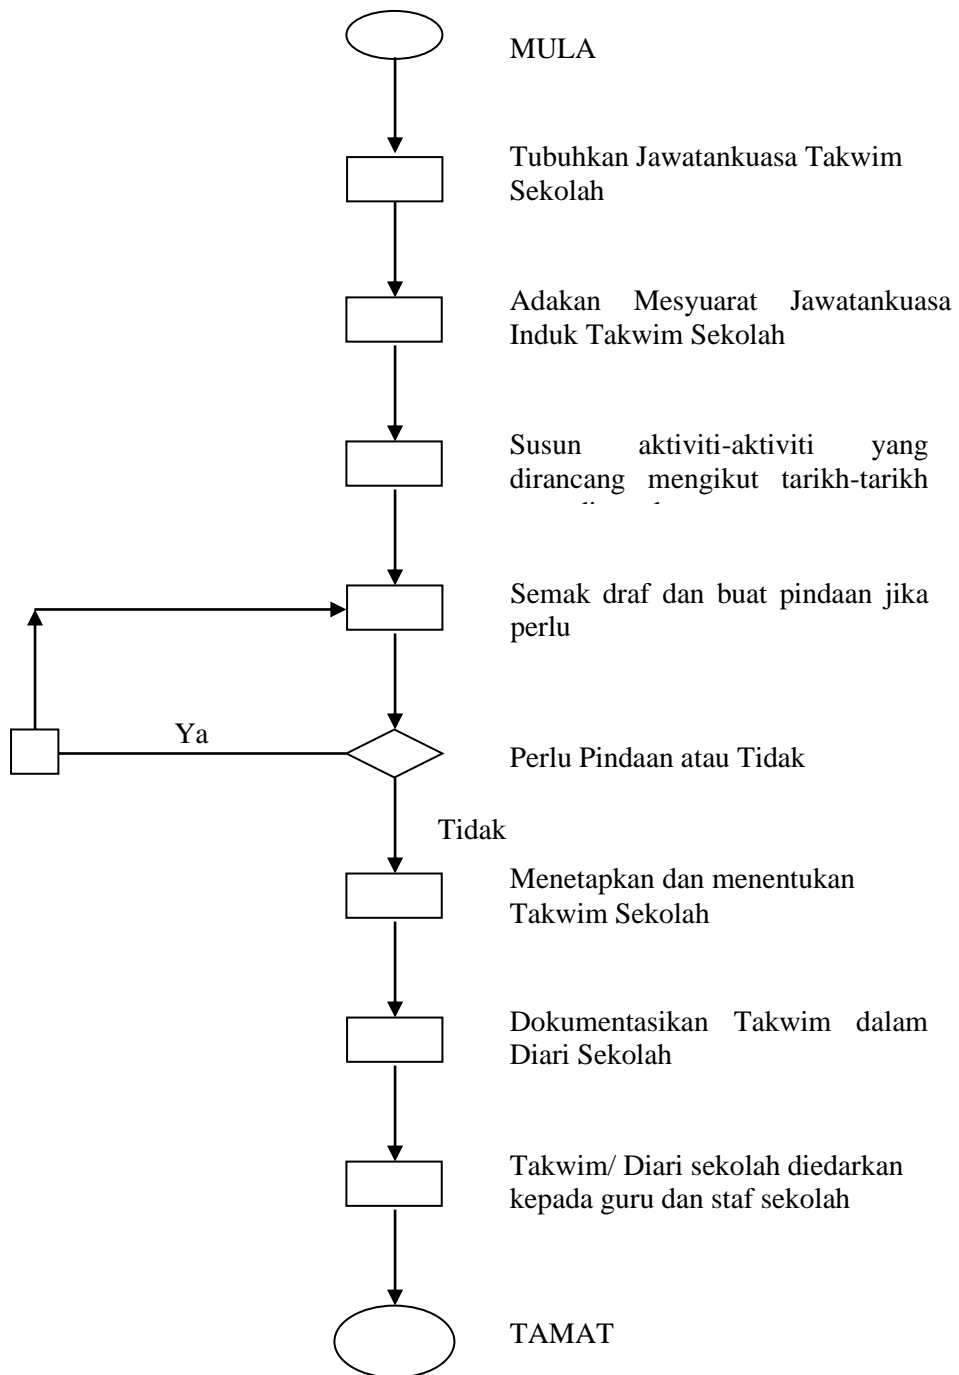 MULA
Tubuhkan Jawatankuasa Takwim
Sekolah
Adakan Mesyuarat Jawatankuasa
Induk Takwim Sekolah
Susun aktiviti-aktiviti yang
dirancang mengikut tarikh-tarikh
Semak draf dan buat pindaan jika
perlu
Ya
Perlu Pindaan atau Tidak
Tidak
Menetapkan dan menentukan
Takwim Sekolah
Dokumentasikan Takwim dalam
Diari Sekolah
Takwim/ Diari sekolah diedarkan
kepada guru dan staf sekolah
TAMAT